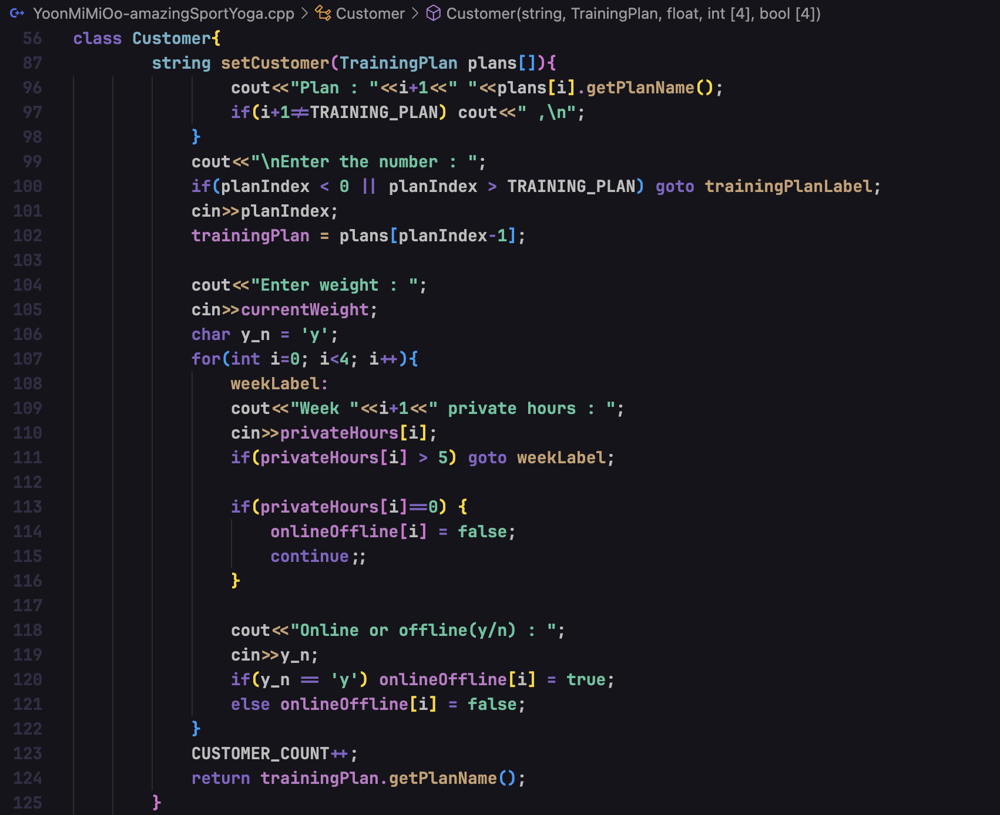 YoonMiMiOo-amazingSportYoga.cpp > Customer > Customer(string, TrainingPlan, float, int [4], bool [4])
56 class Customer{
87 string setCustomer(TrainingPlan plans[]){
96 cout<<"Plan : "<<i+1<<" "<<plans[i].getPlanName();
97 if(i+1!=TRAINING_PLAN) cout<<" ,\n";
98 }
99 cout<<"\nEnter the number : ";
100 if(planIndex < 0 || planIndex > TRAINING_PLAN) goto trainingPlanLabel;
101 cin>>planIndex;
102 trainingPlan = plans[planIndex-1];
103
104 cout<<"Enter weight : ";
105 cin>>currentWeight;
106 char y_n = 'y';
107 for(int i=0; i<4; i++){
108 weekLabel:
109 cout<<"Week "<<i+1<<" private hours : ";
110 cin>>privateHours[i];
111 if(privateHours[i] > 5) goto weekLabel;
112
113 if(privateHours[i]==0) {
114 onlineOffline[i] = false;
115 continue;;
116 }
117
118 cout<<"Online or offline(y/n) : ";
119 cin>>y_n;
120 if(y_n == 'y') onlineOffline[i] = true;
121 else onlineOffline[i] = false;
122 }
123 CUSTOMER_COUNT++;
124 return trainingPlan.getPlanName();
125 }